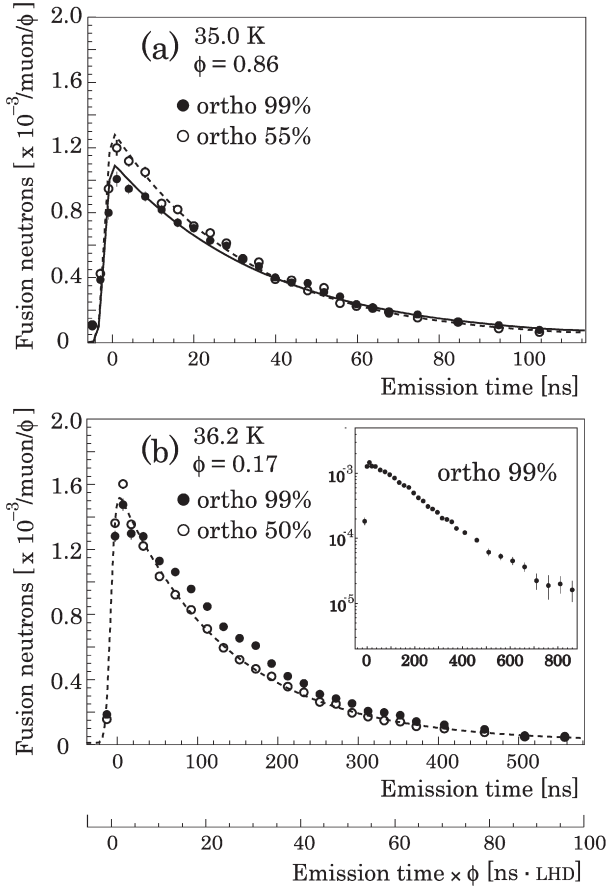 Fusion neutrons [ x 10⁻³/muon/ϕ]
2.0
1.6
1.2
0.8
0.4
0
(a)
35.0 K
ϕ = 0.86
● ortho 99%
○ ortho 55%
0 20 40 60 80 100
Emission time [ns]
Fusion neutrons [ x 10⁻³/muon/ϕ]
2.0
1.6
1.2
0.8
0.4
0
(b)
36.2 K
ϕ = 0.17
● ortho 99%
○ ortho 50%
ortho 99%
10⁻³
10⁻⁴
10⁻⁵
0 200 400 600 800
0 100 200 300 400 500
Emission time [ns]
0 20 40 60 80 100
Emission time × ϕ [ns · LHD]